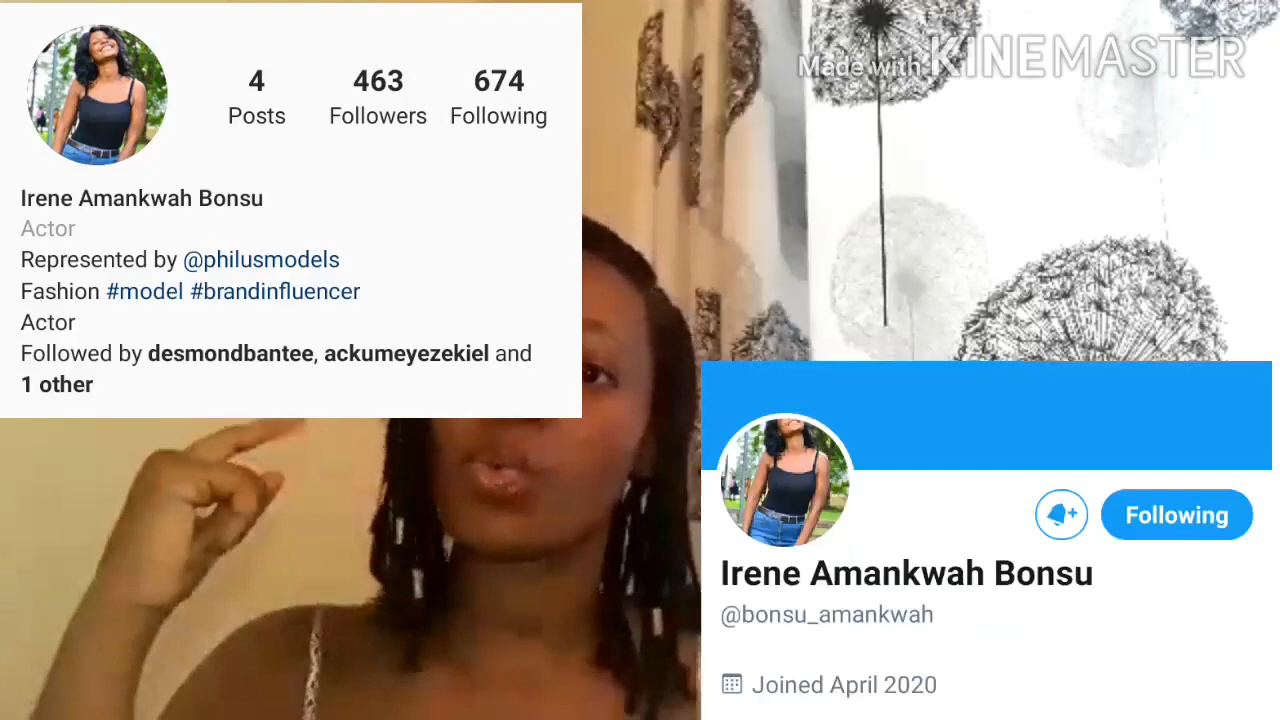 4
463
674
Posts
Followers
Following
Irene Amankwah Bonsu
Actor
Represented by @philusmodels
Fashion #model #brandinfluencer
Actor
Followed by desmondbantee, ackumeyezekiel and
1 other
Made with KINEMASTER
Following
Irene Amankwah Bonsu
@bonsu_amankwah
Joined April 2020